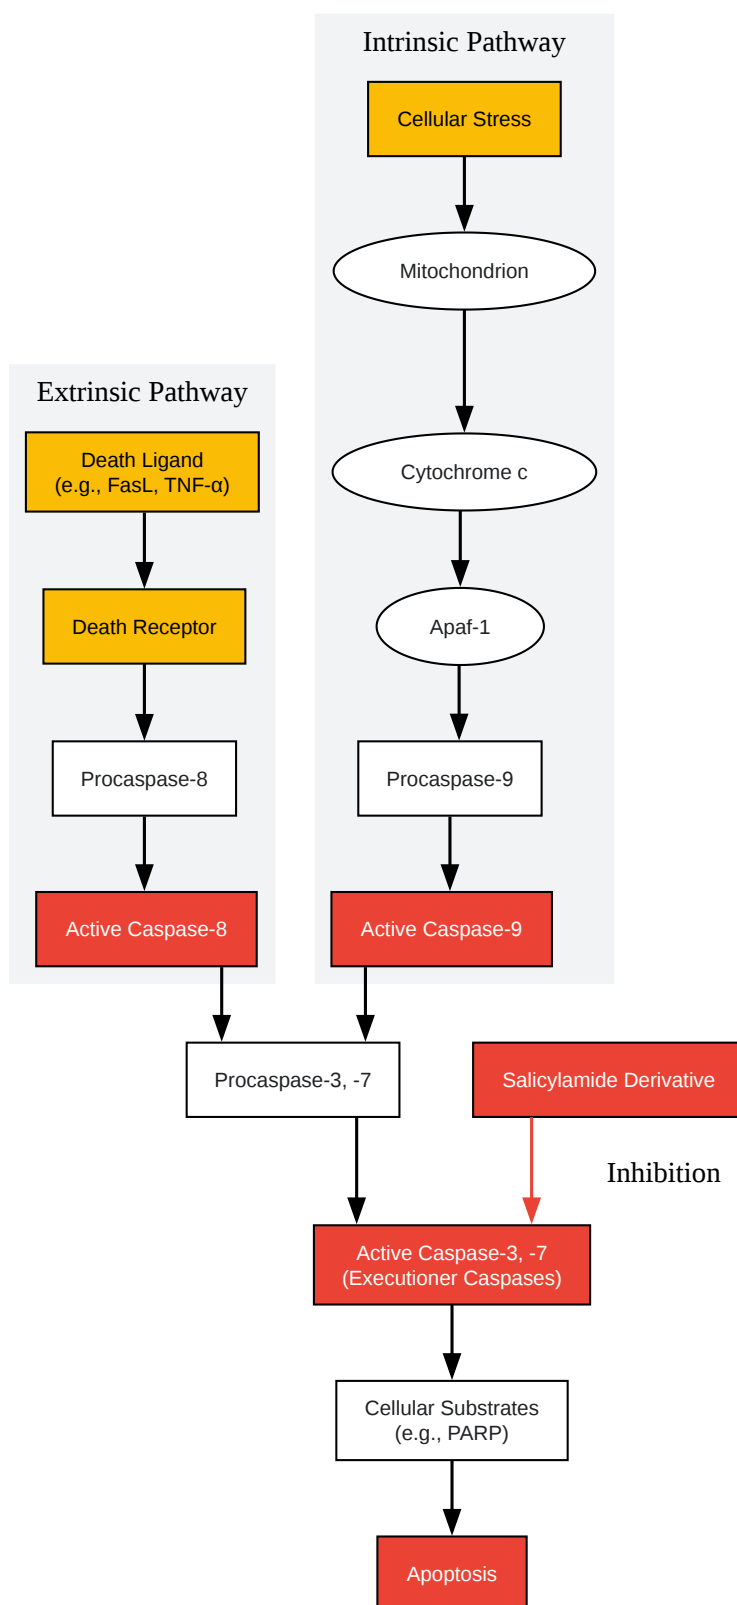 Intrinsic Pathway
Cellular Stress
Mitochondrion
Cytochrome c
Apaf-1
Procaspase-9
Active Caspase-9
Extrinsic Pathway
Death Ligand
(e.g., FasL, TNF-α)
Death Receptor
Procaspase-8
Active Caspase-8
Procaspase-3, -7
Salicylamide Derivative
Inhibition
Active Caspase-3, -7
(Executioner Caspases)
Cellular Substrates
(e.g., PARP)
Apoptosis